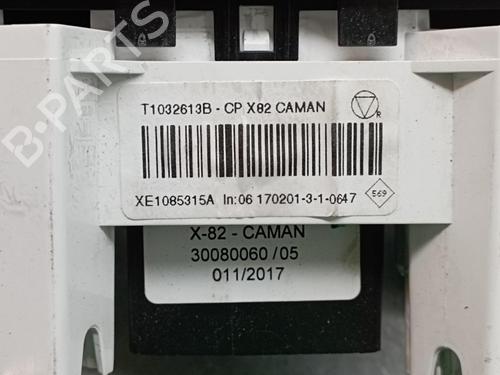 B-PARTS
T1032613B - CP X82 CAMAN
R
XE1085315A In:06 170201-3-1-0647
569
X-82 - CAMAN
30080060 /05
011/2017